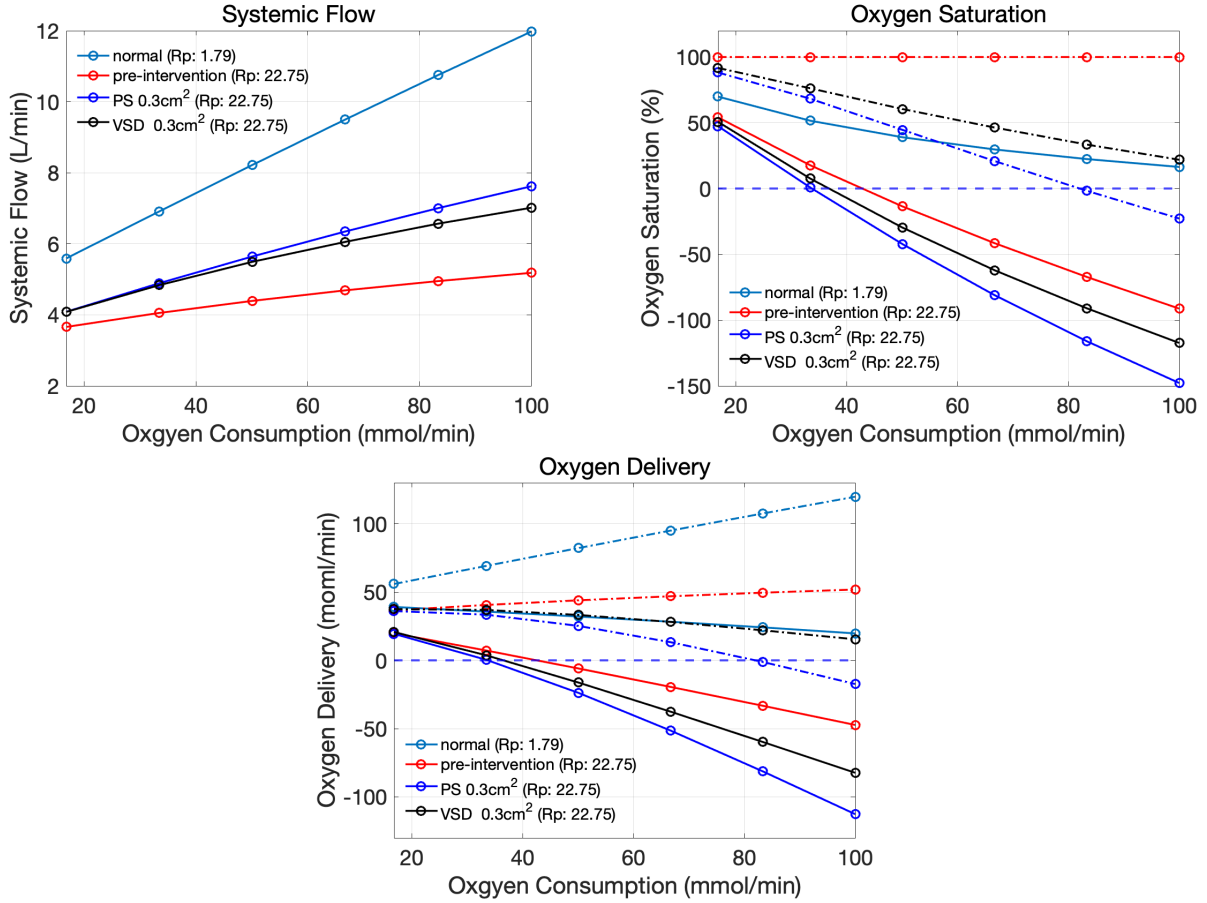 Systemic Flow
Systemic Flow (L/min)
12
10
8
6
4
2
normal (Rp: 1.79)
pre-intervention (Rp: 22.75)
PS 0.3cm² (Rp: 22.75)
VSD 0.3cm² (Rp: 22.75)
20 40 60 80 100
Oxgyen Consumption (mmol/min)
Oxygen Saturation
Oxygen Saturation (%)
100
50
0
-50
-100
-150
normal (Rp: 1.79)
pre-intervention (Rp: 22.75)
PS 0.3cm² (Rp: 22.75)
VSD 0.3cm² (Rp: 22.75)
20 40 60 80 100
Oxgyen Consumption (mmol/min)
Oxygen Delivery
Oxygen Delivery (moml/min)
100
50
0
-50
-100
normal (Rp: 1.79)
pre-intervention (Rp: 22.75)
PS 0.3cm² (Rp: 22.75)
VSD 0.3cm² (Rp: 22.75)
20 40 60 80 100
Oxgyen Consumption (mmol/min)